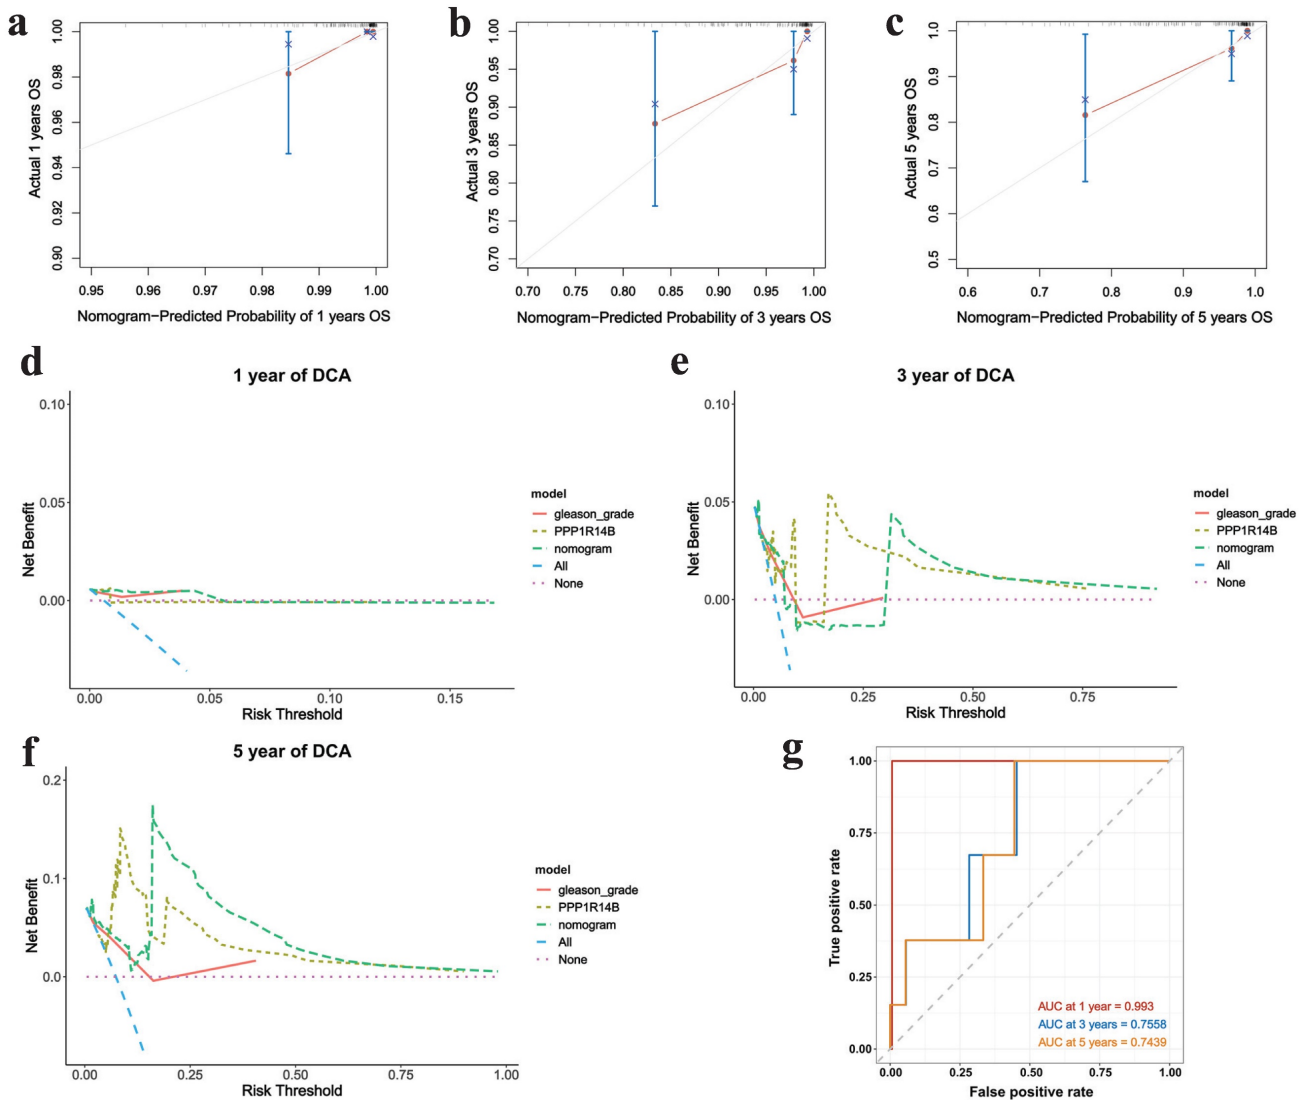 a
1.00
0.98
0.96
0.94
0.92
0.90
Actual 1 years OS
0.95 0.96 0.97 0.98 0.99 1.00
Nomogram−Predicted Probability of 1 years OS
b
1.00
0.95
0.90
0.85
0.80
0.75
0.70
Actual 3 years OS
0.70 0.75 0.80 0.85 0.90 0.95 1.00
Nomogram−Predicted Probability of 3 years OS
c
1.0
0.9
0.8
0.7
0.6
0.5
Actual 5 years OS
0.6 0.7 0.8 0.9 1.0
Nomogram−Predicted Probability of 5 years OS
d
1 year of DCA
0.10
0.05
0.00
Net Benefit
0.00 0.05 0.10 0.15
Risk Threshold
model
gleason_grade
PPP1R14B
nomogram
All
None
e
3 year of DCA
0.10
0.05
0.00
Net Benefit
0.00 0.25 0.50 0.75
Risk Threshold
model
gleason_grade
PPP1R14B
nomogram
All
None
f
5 year of DCA
0.2
0.1
0.0
Net Benefit
0.00 0.25 0.50 0.75 1.00
Risk Threshold
model
gleason_grade
PPP1R14B
nomogram
All
None
g
1.00
0.75
0.50
0.25
0.00
True positive rate
AUC at 1 year = 0.993
AUC at 3 years = 0.7558
AUC at 5 years = 0.7439
0.00 0.25 0.50 0.75 1.00
False positive rate